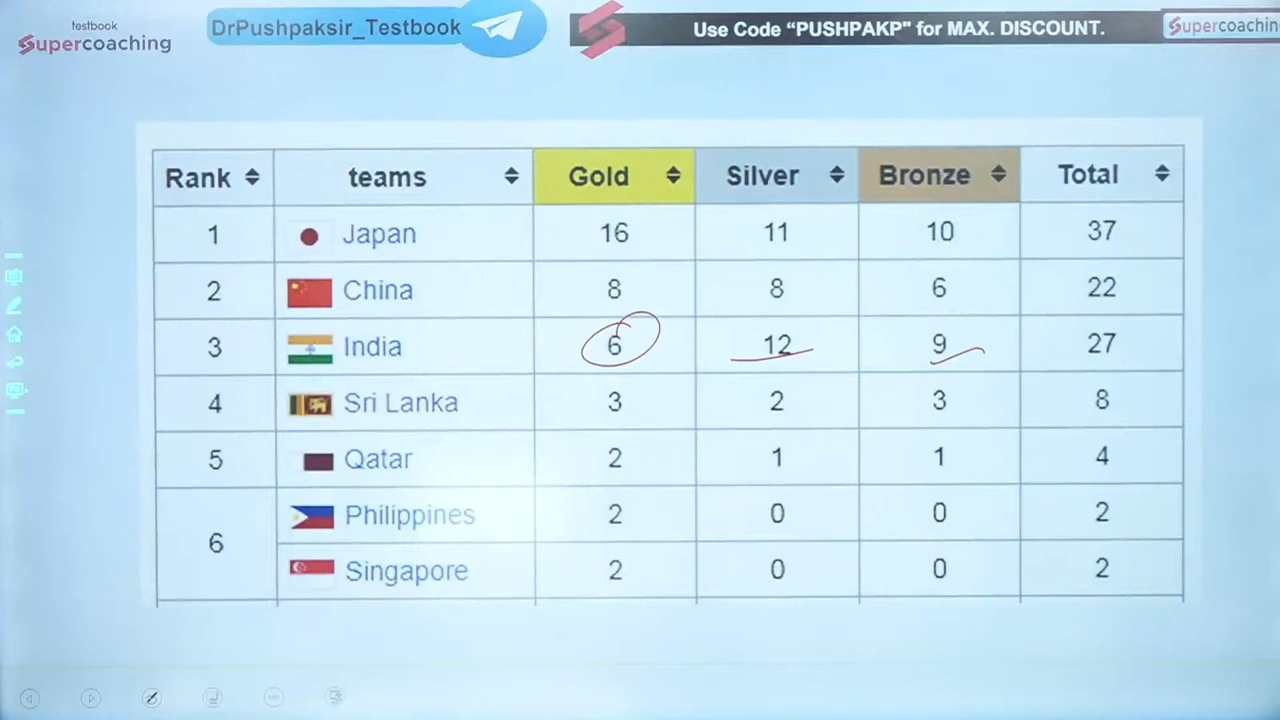 testbook
Supercoaching
DrPushpaksir_Testbook
Use Code “PUSHPAKP" for MAX. DISCOUNT.
Supercoachin
Rank teams Gold Silver Bronze Total
1 Japan 16 11 10 37
2 China 8 8 6 22
3 India 6 12 9 27
4 Sri Lanka 3 2 3 8
5 Qatar 2 1 1 4
6 Philippines 2 0 0 2
Singapore 2 0 0 2